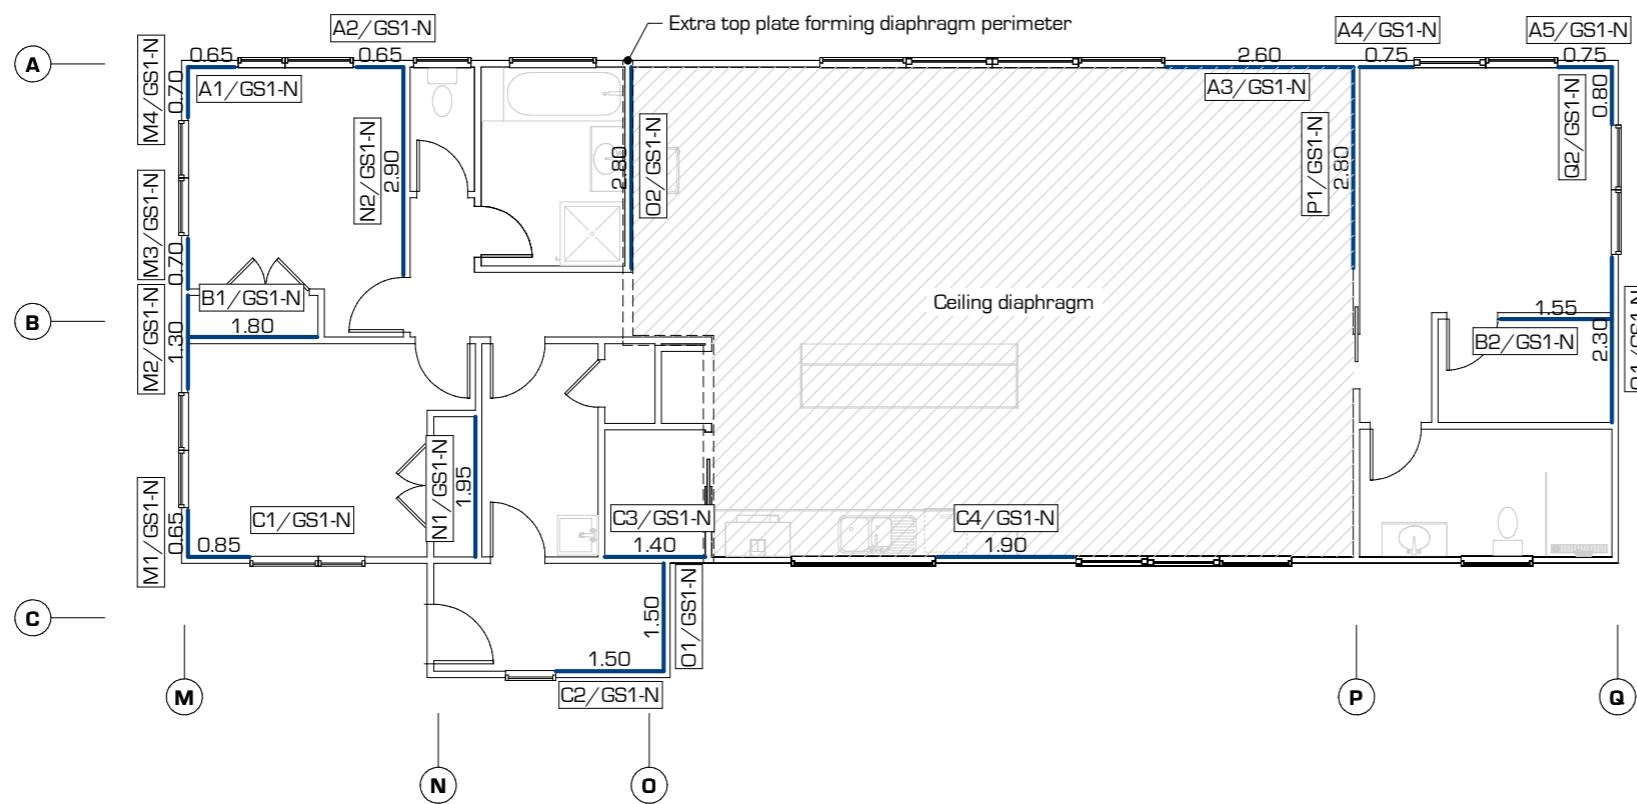 A2/GS1-N
Extra top plate forming diaphragm perimeter
A4/GS1-N
A5/GS1-N
A
M4/GS1-N
0.65
0.65
2.60
0.75
0.75
0.70
A1/GS1-N
A3/GS1-N
Q2/GS1-N
0.80
N2/GS1-N
2.90
2.80
O2/GS1-N
P1/GS1-N
2.80
M3/GS1-N
0.70
B
B1/GS1-N
1.80
Ceiling diaphragm
1.55
B2/GS1-N
2.30
M2/GS1-N
1.30
N1/GS1-N
1.95
M1/GS1-N
0.65
C1/GS1-N
0.85
C3/GS1-N
1.40
C4/GS1-N
1.90
C
1.50
O1/GS1-N
1.50
C2/GS1-N
M
P
Q
N
O